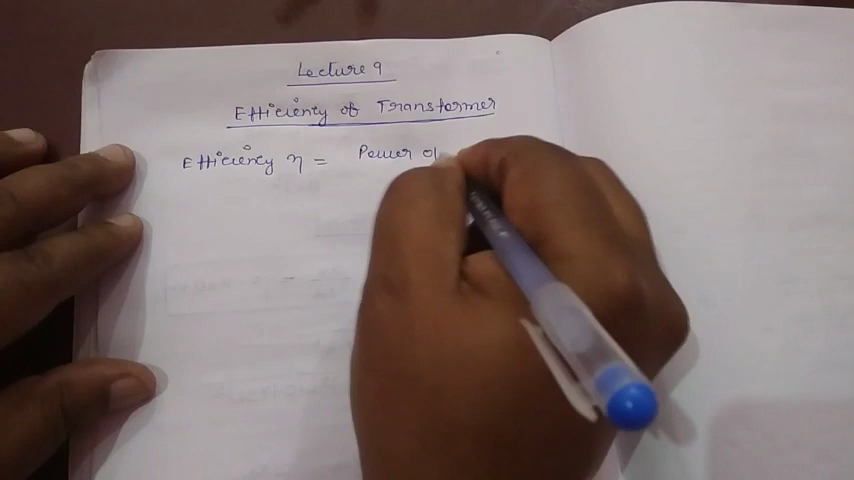 Lecture 9
Efficiency of Transformer
Efficiency η = Power o